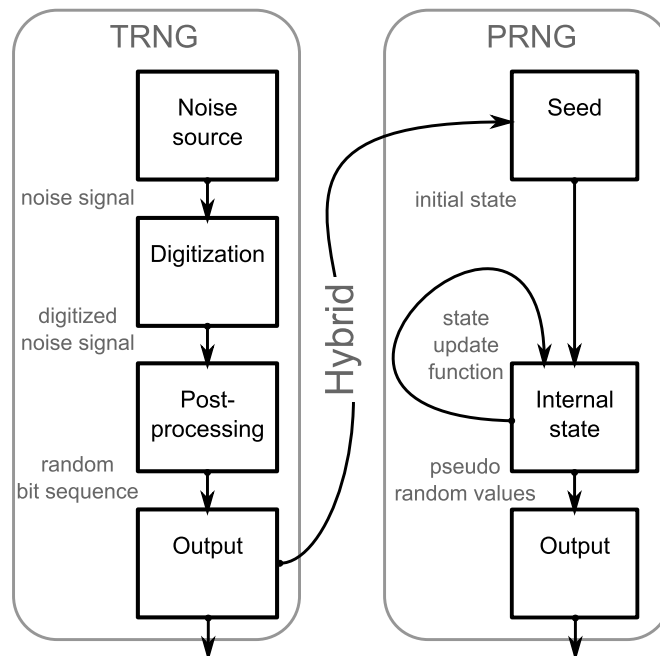 TRNG
Noise
source
noise signal
Digitization
digitized
noise signal
Post-
processing
random
bit sequence
Output
Hybrid
PRNG
Seed
initial state
state
update
function
Internal
state
pseudo
random values
Output